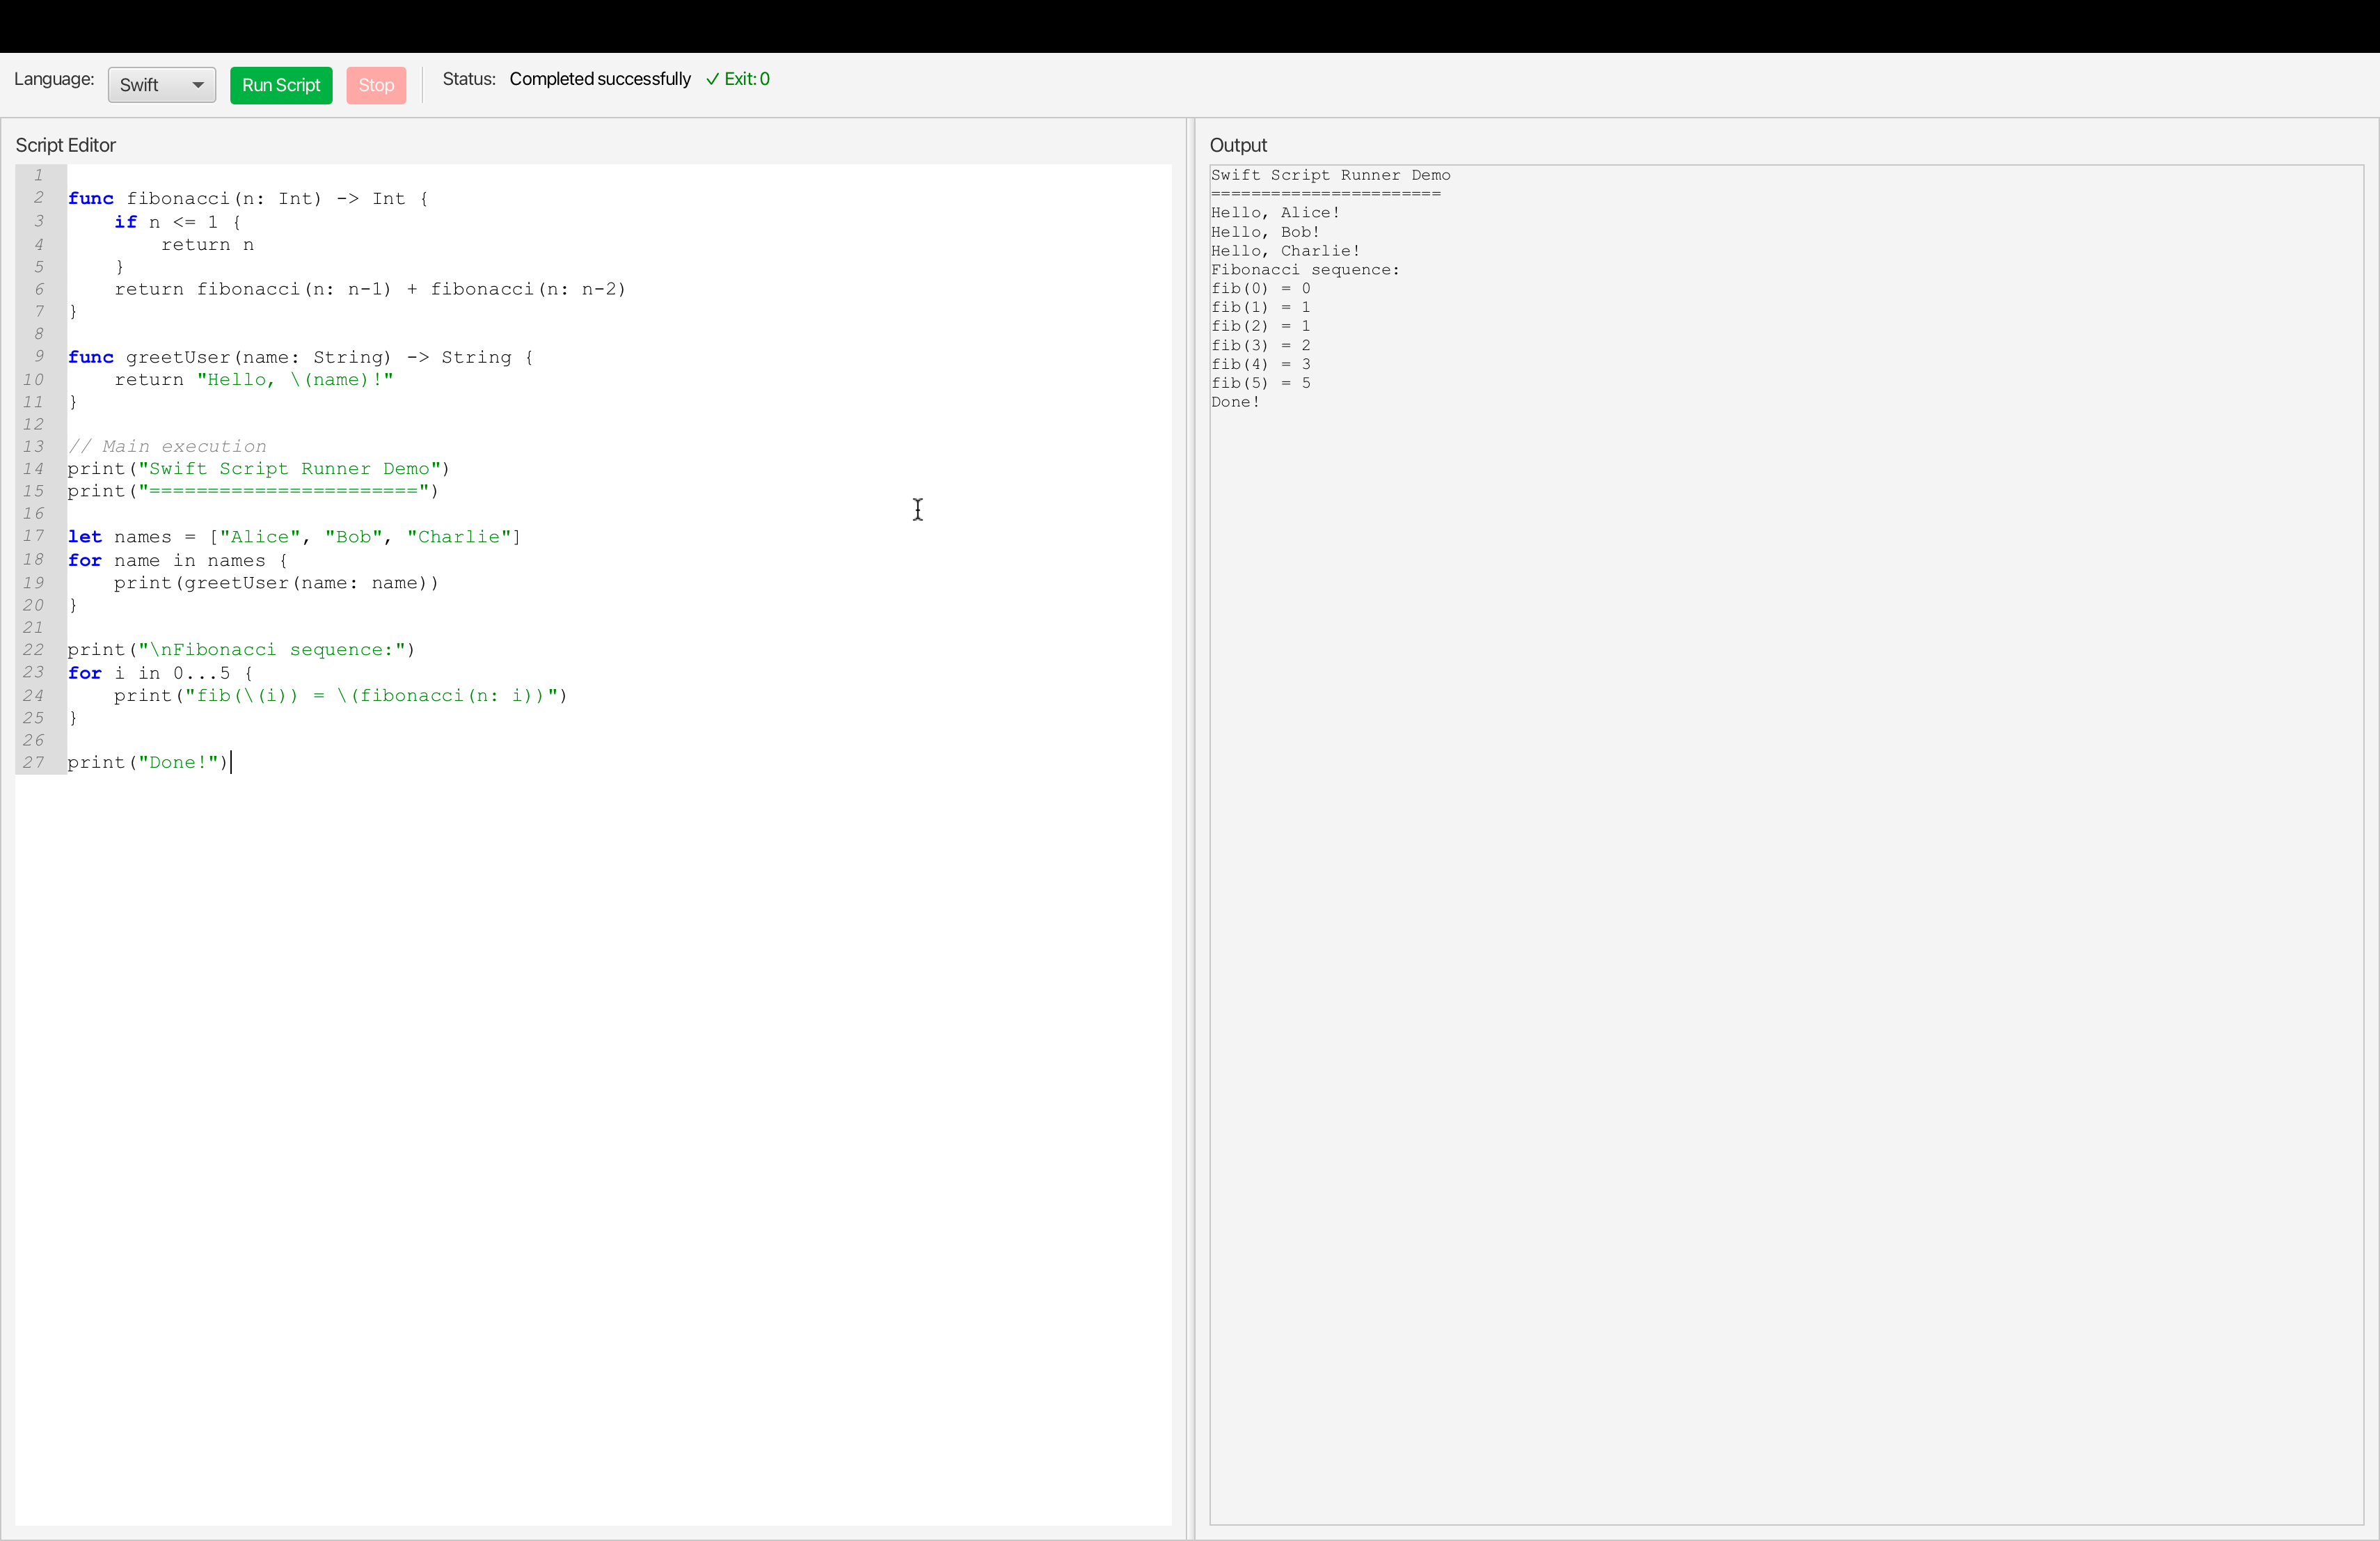 Language: Swift Run Script Stop Status: Completed successfully ✓ Exit: 0
Script Editor
1
2 func fibonacci(n: Int) -> Int {
3     if n <= 1 {
4         return n
5     }
6     return fibonacci(n: n-1) + fibonacci(n: n-2)
7 }
8
9 func greetUser(name: String) -> String {
10     return "Hello, \(name)!"
11 }
12
13 // Main execution
14 print("Swift Script Runner Demo")
15 print("=======================")
16
17 let names = ["Alice", "Bob", "Charlie"]
18 for name in names {
19     print(greetUser(name: name))
20 }
21
22 print("\nFibonacci sequence:")
23 for i in 0...5 {
24     print("fib(\(i)) = \(fibonacci(n: i))")
25 }
26
27 print("Done!")
Output
Swift Script Runner Demo
=======================
Hello, Alice!
Hello, Bob!
Hello, Charlie!
Fibonacci sequence:
fib(0) = 0
fib(1) = 1
fib(2) = 1
fib(3) = 2
fib(4) = 3
fib(5) = 5
Done!